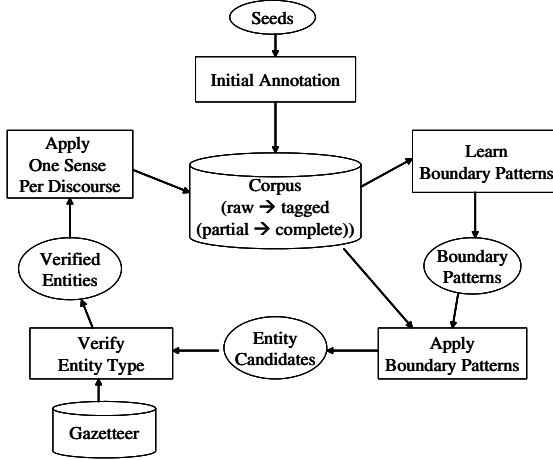 Seeds
Initial Annotation
Apply
One Sense
Per Discourse
Corpus
(raw → tagged
(partial → complete))
Learn
Boundary Patterns
Verified
Entities
Boundary
Patterns
Verify
Entity Type
Entity
Candidates
Apply
Boundary Patterns
Gazetteer